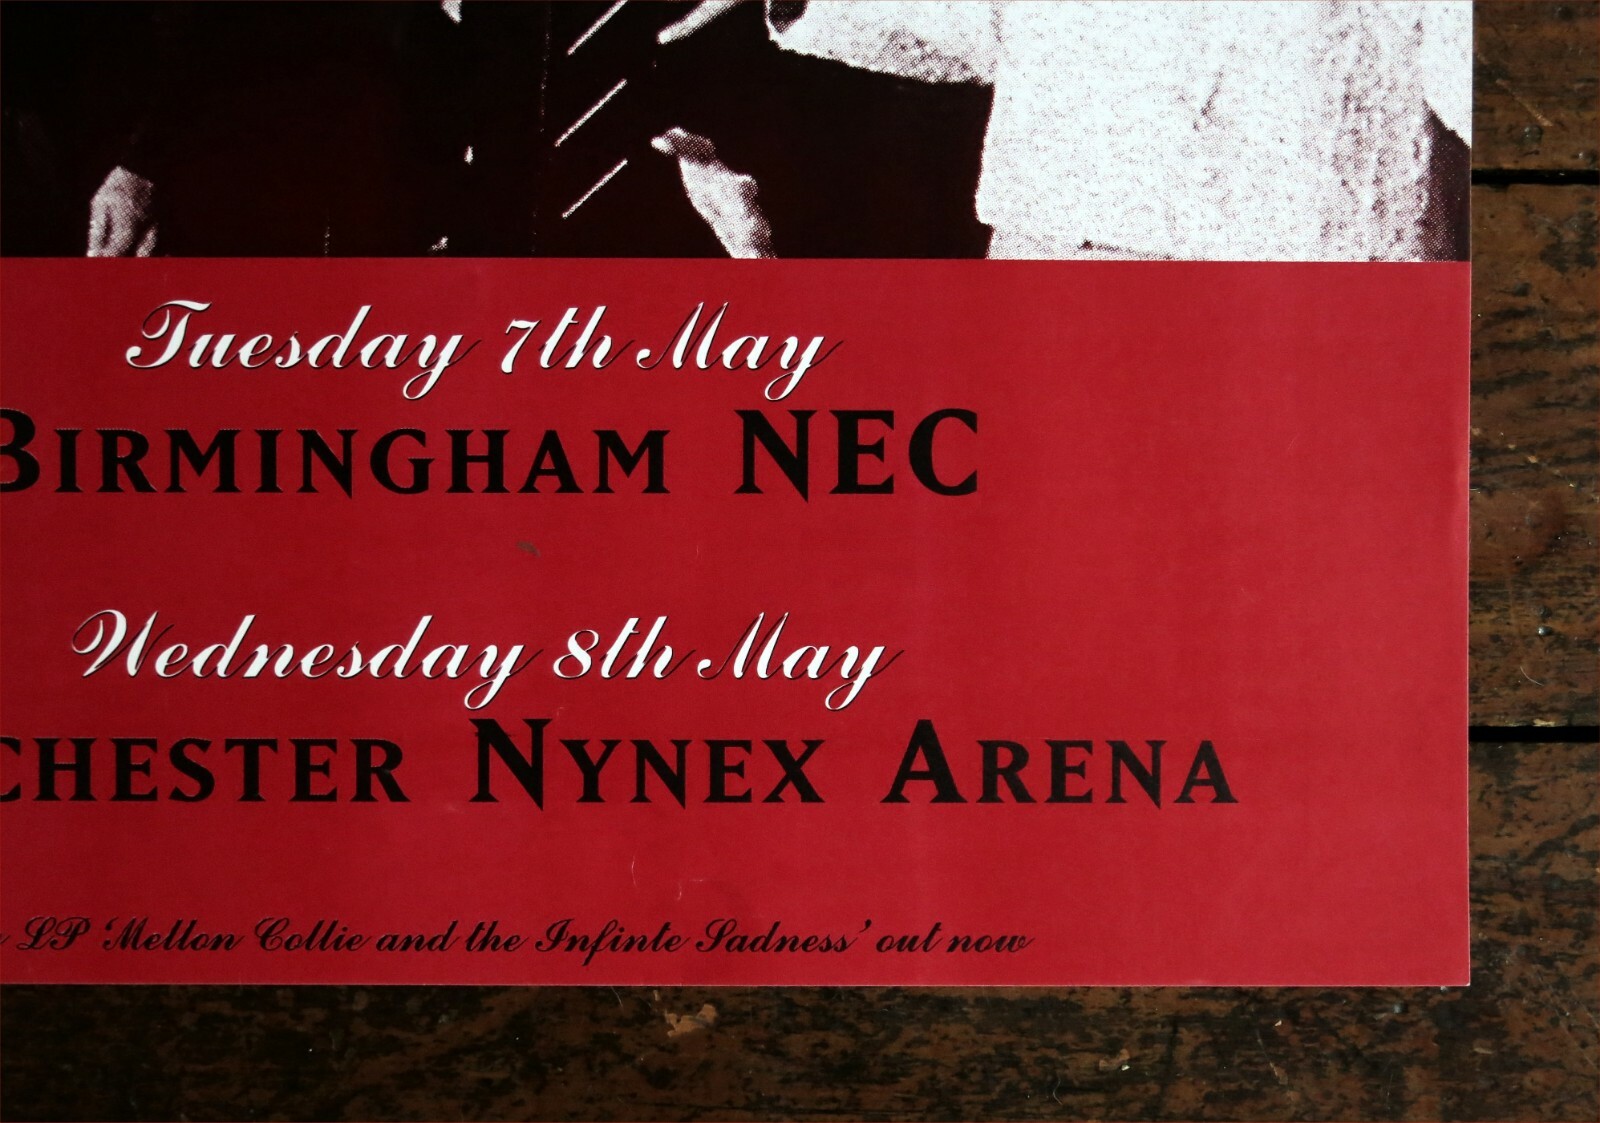 Tuesday 7th May
BIRMINGHAM NEC
Wednesday 8th May
CHESTER NYNEX ARENA
LP 'Mellon Collie and the Infinte Sadness' out now